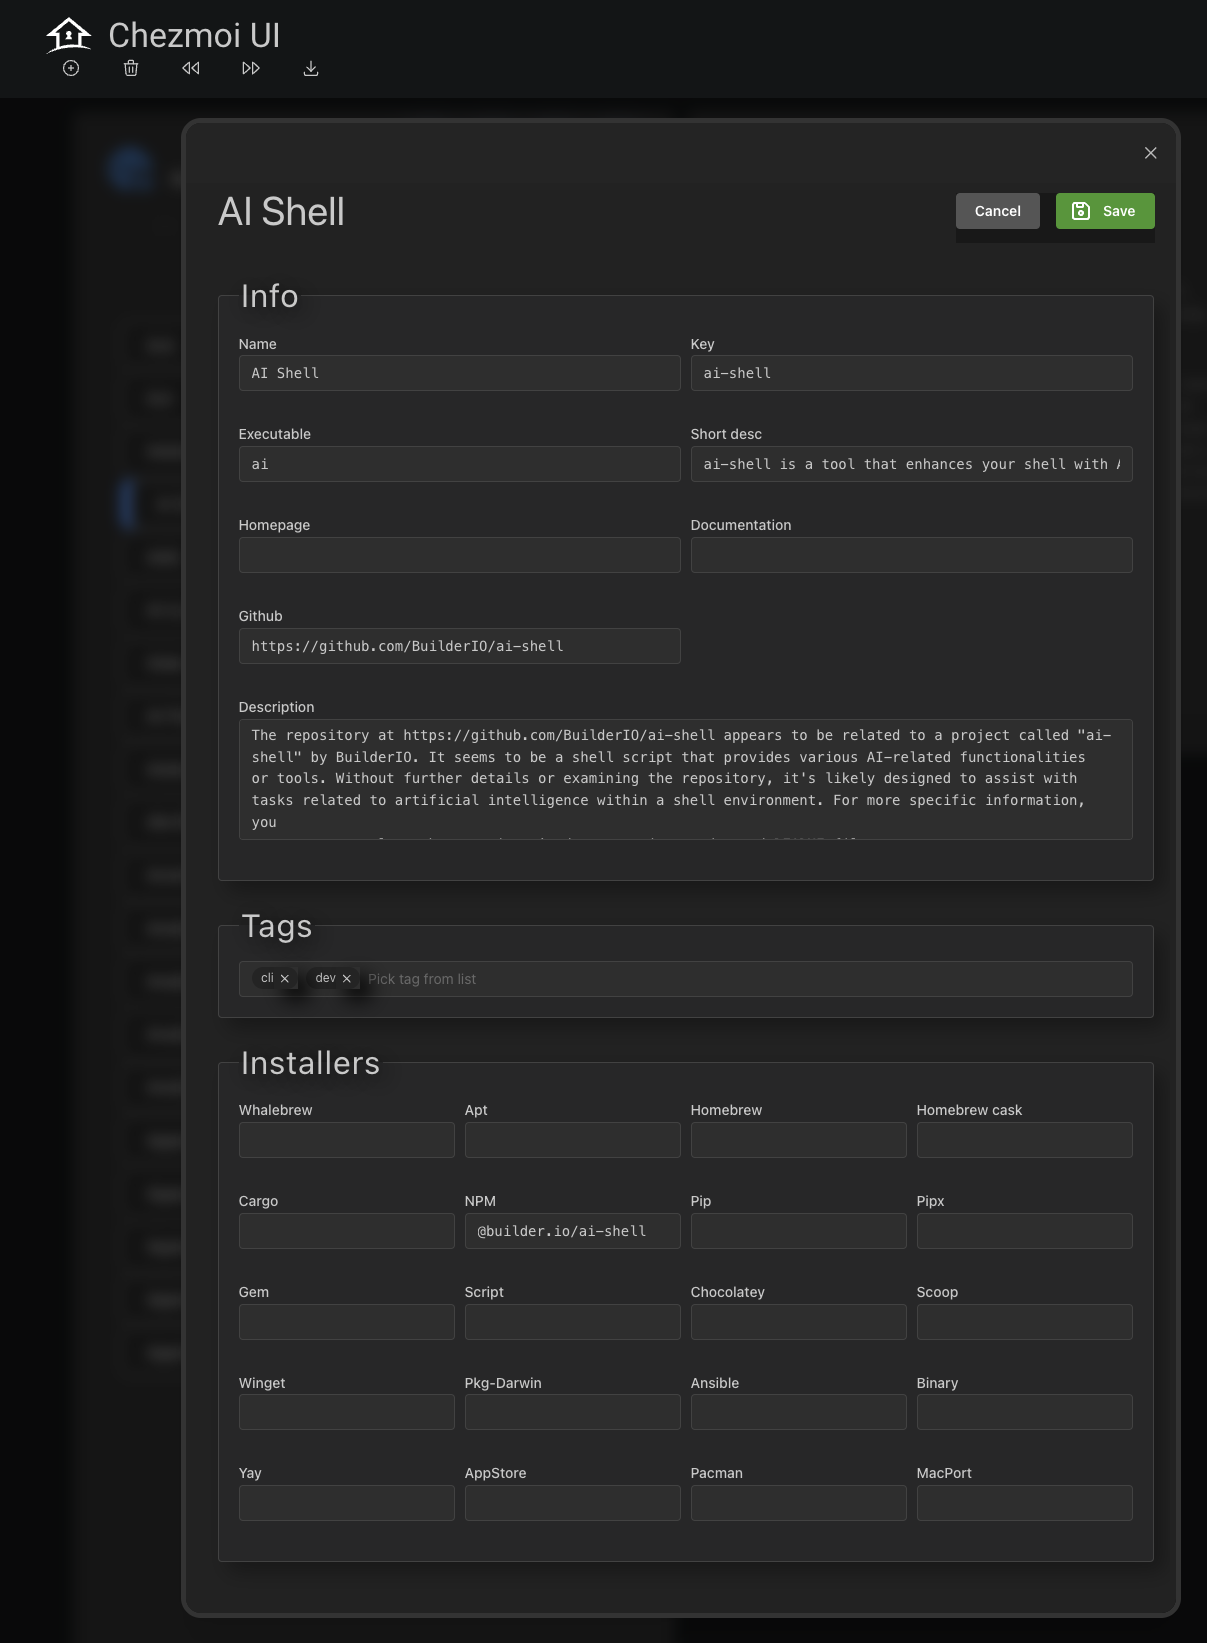 Chezmoi UI
AI Shell
Cancel
Save
Info
Name
Key
AI Shell
ai-shell
Executable
Short desc
ai
ai-shell is a tool that enhances your shell with
Homepage
Documentation
Github
https://github.com/BuilderIO/ai-shell
Description
The repository at https://github.com/BuilderIO/ai-shell appears to be related to a project called "ai-
shell" by BuilderIO. It seems to be a shell script that provides various AI-related functionalities
or tools. Without further details or examining the repository, it's likely designed to assist with
tasks related to artificial intelligence within a shell environment. For more specific information,
you
Tags
cli
dev
Pick tag from list
Installers
Whalebrew
Apt
Homebrew
Homebrew cask
Cargo
NPM
Pip
Pipx
@builder.io/ai-shell
Gem
Script
Chocolatey
Scoop
Winget
Pkg-Darwin
Ansible
Binary
Yay
AppStore
Pacman
MacPort